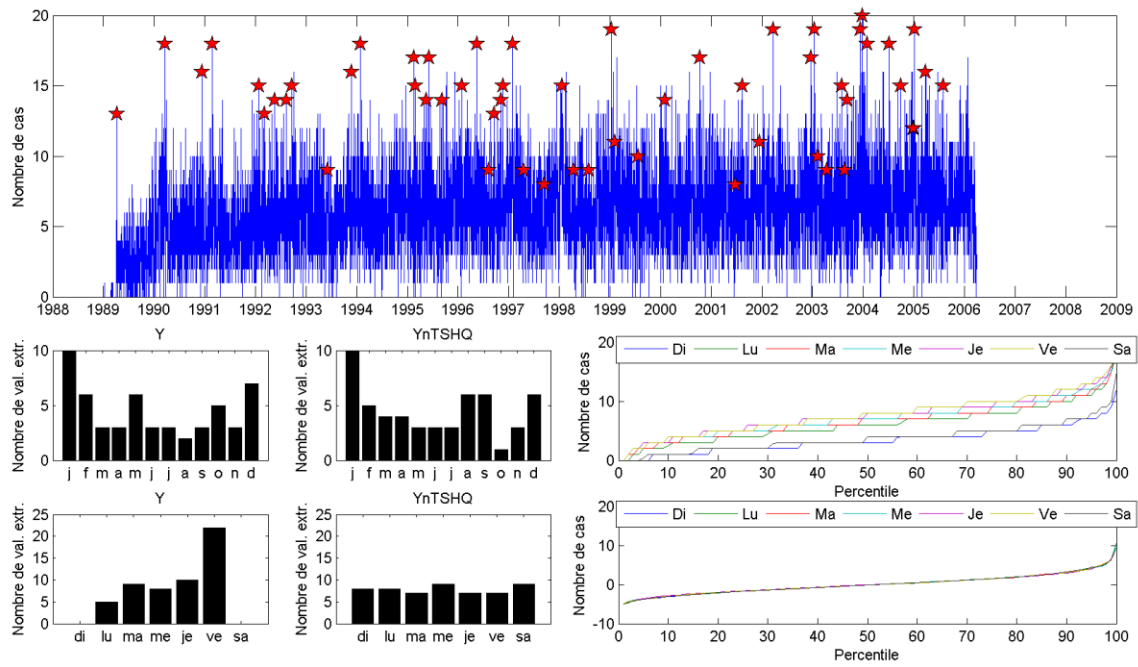 20
15
10
5
0
Nombre de cas
1988 1989 1990 1991 1992 1993 1994 1995 1996 1997 1998 1999 2000 2001 2002 2003 2004 2005 2006 2007 2008 2009
Y
10
5
0
Nombre de val. extr.
j f m a m j j a s o n d
YnTSHQ
10
5
0
Nombre de val. extr.
j f m a m j j a s o n d
Di Lu Ma Me Je Ve Sa
20
10
0
Nombre de cas
0 10 20 30 40 50 60 70 80 90 100
Percentile
Y
25
20
15
10
5
0
Nombre de val. extr.
di lu ma me je ve sa
YnTSHQ
25
20
15
10
5
0
Nombre de val. extr.
di lu ma me je ve sa
Di Lu Ma Me Je Ve Sa
20
10
0
-10
Nombre de cas
0 10 20 30 40 50 60 70 80 90 100
Percentile